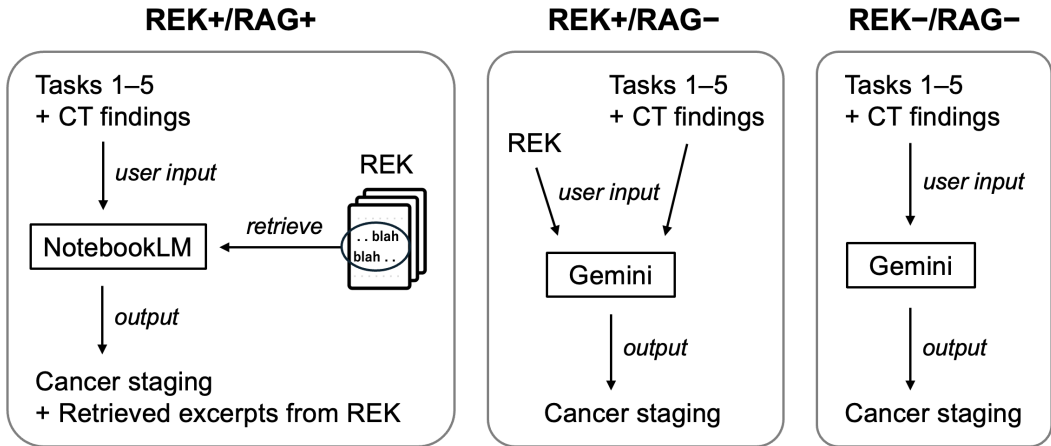 REK+/RAG+
Tasks 1–5
+ CT findings
user input
REK
. . blah
blah . .
retrieve
NotebookLM
output
Cancer staging
+ Retrieved excerpts from REK
REK+/RAG−
Tasks 1–5
+ CT findings
REK
user input
Gemini
output
Cancer staging
REK−/RAG−
Tasks 1–5
+ CT findings
user input
Gemini
output
Cancer staging